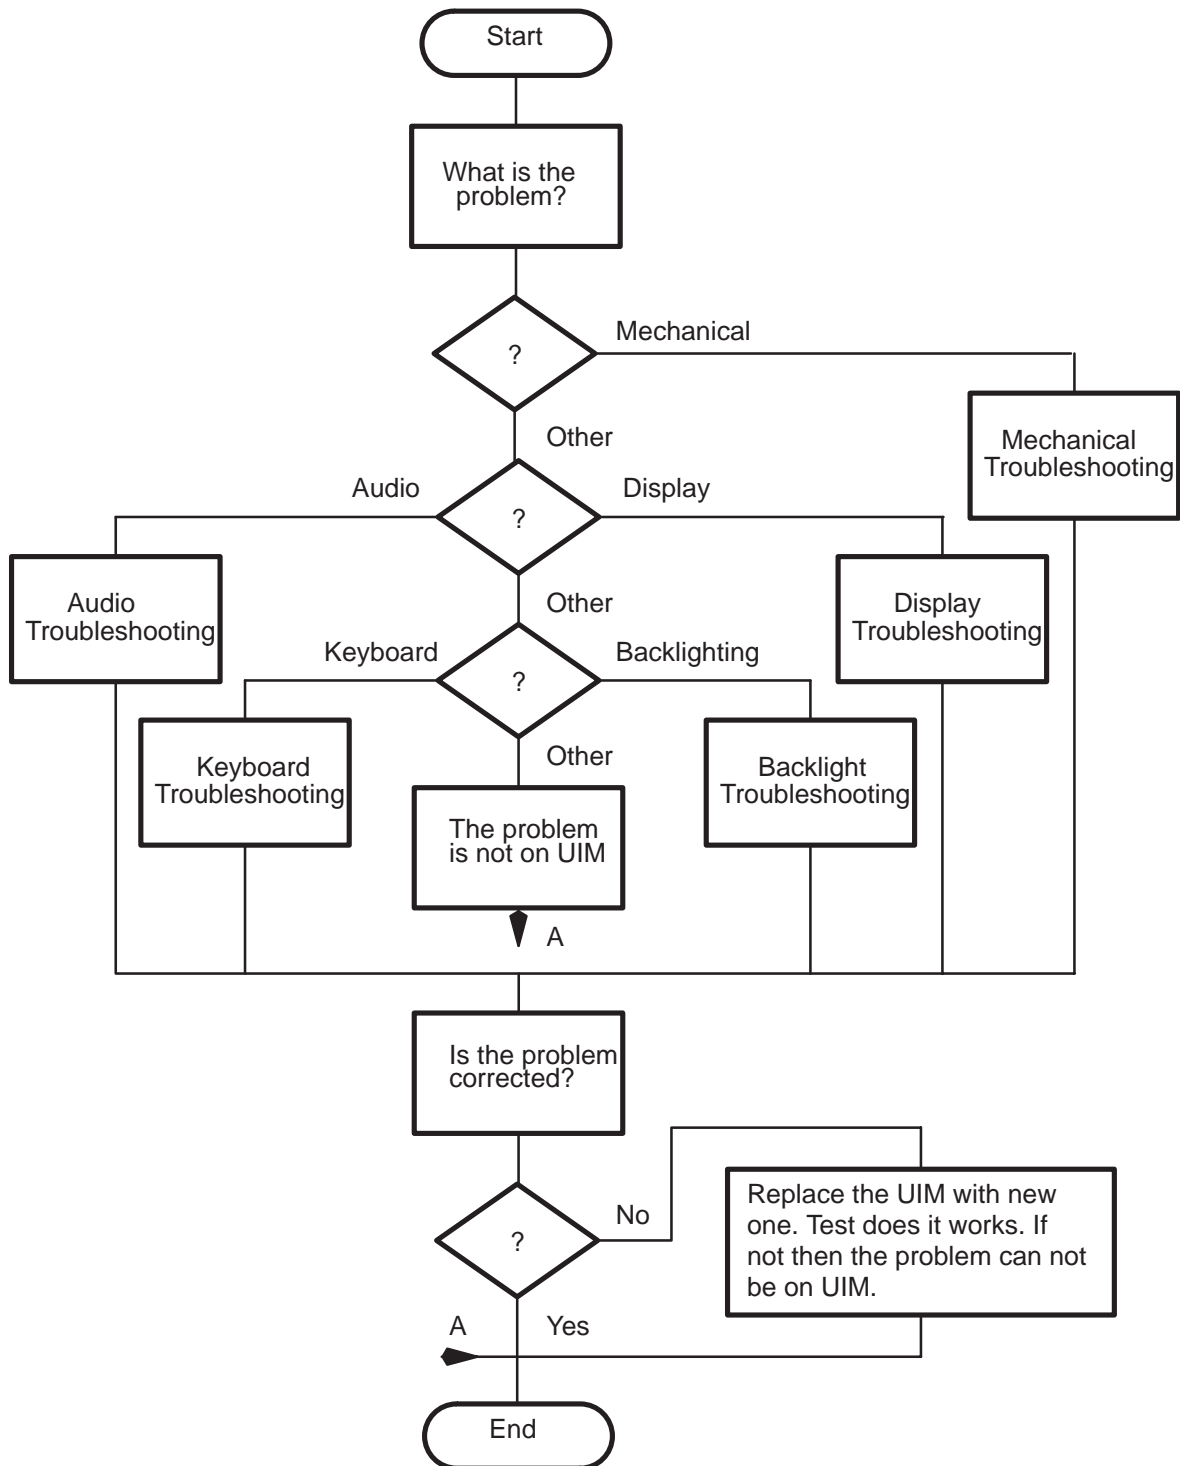 Start
What is the
problem?
?
Mechanical
Other
Mechanical
Troubleshooting
Audio
?
Display
Audio
Troubleshooting
Other
Display
Troubleshooting
Keyboard
?
Backlighting
Keyboard
Troubleshooting
Other
Backlight
Troubleshooting
The problem
is not on UIM
A
Is the problem
corrected?
?
No
Replace the UIM with new
one. Test does it works. If
not then the problem can not
be on UIM.
A
Yes
End